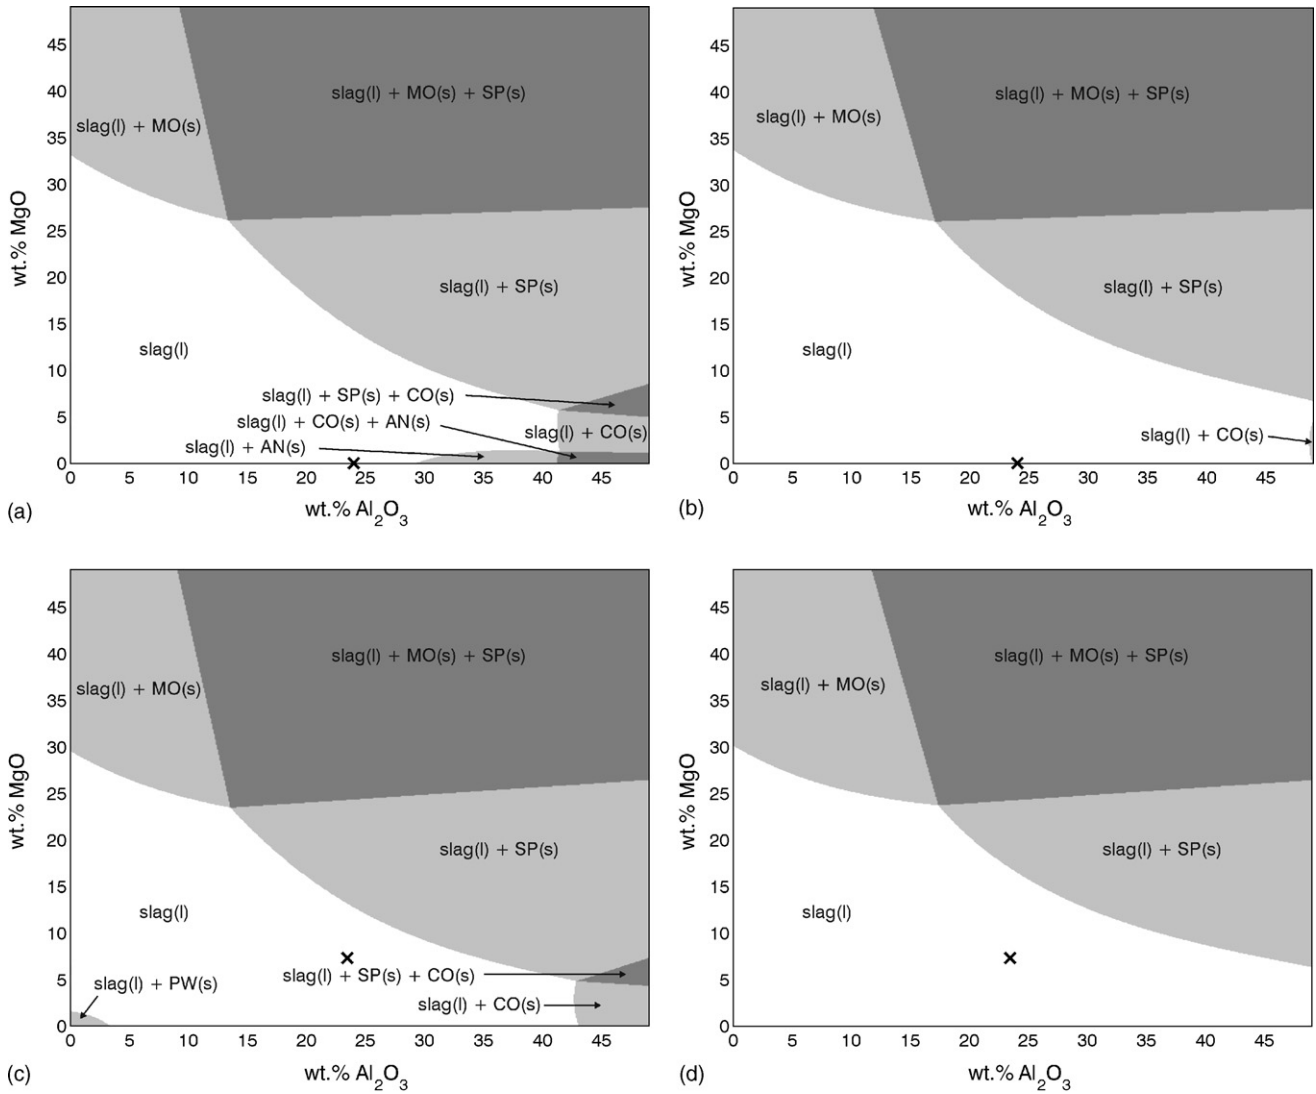 45
40
35
30
25
20
15
10
5
0
wt.% MgO
slag(l) + MO(s) + SP(s)
slag(l) + MO(s)
slag(l) + SP(s)
slag(l)
slag(l) + SP(s) + CO(s)
slag(l) + CO(s) + AN(s)
slag(l) + CO(s)
slag(l) + AN(s)
0 5 10 15 20 25 30 35 40 45
wt.% Al2O3
(a)
45
40
35
30
25
20
15
10
5
0
wt.% MgO
slag(l) + MO(s) + SP(s)
slag(l) + MO(s)
slag(l) + SP(s)
slag(l)
slag(l) + CO(s)
0 5 10 15 20 25 30 35 40 45
wt.% Al2O3
(b)
45
40
35
30
25
20
15
10
5
0
wt.% MgO
slag(l) + MO(s) + SP(s)
slag(l) + MO(s)
slag(l) + SP(s)
slag(l)
slag(l) + SP(s) + CO(s)
slag(l) + PW(s)
slag(l) + CO(s)
0 5 10 15 20 25 30 35 40 45
wt.% Al2O3
(c)
45
40
35
30
25
20
15
10
5
0
wt.% MgO
slag(l) + MO(s) + SP(s)
slag(l) + MO(s)
slag(l) + SP(s)
slag(l)
0 5 10 15 20 25 30 35 40 45
wt.% Al2O3
(d)